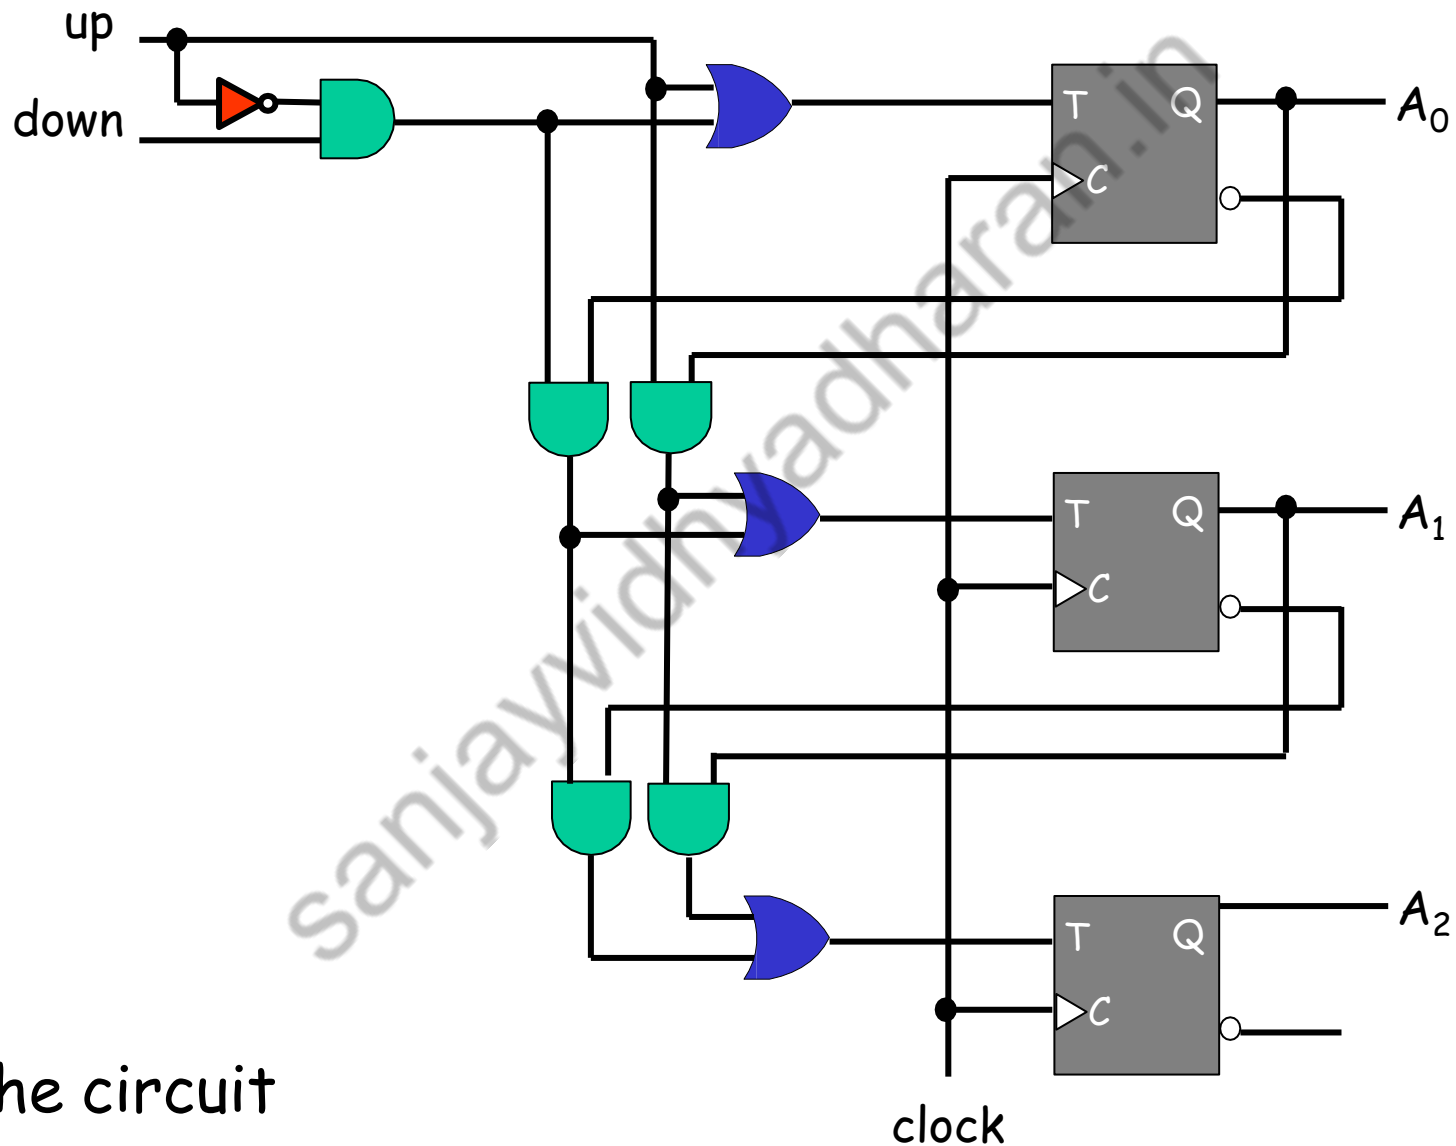 up
down
T Q
C
A0
T Q
C
A1
T Q
C
A2
he circuit
clock
sanjayvidhyadharan.in